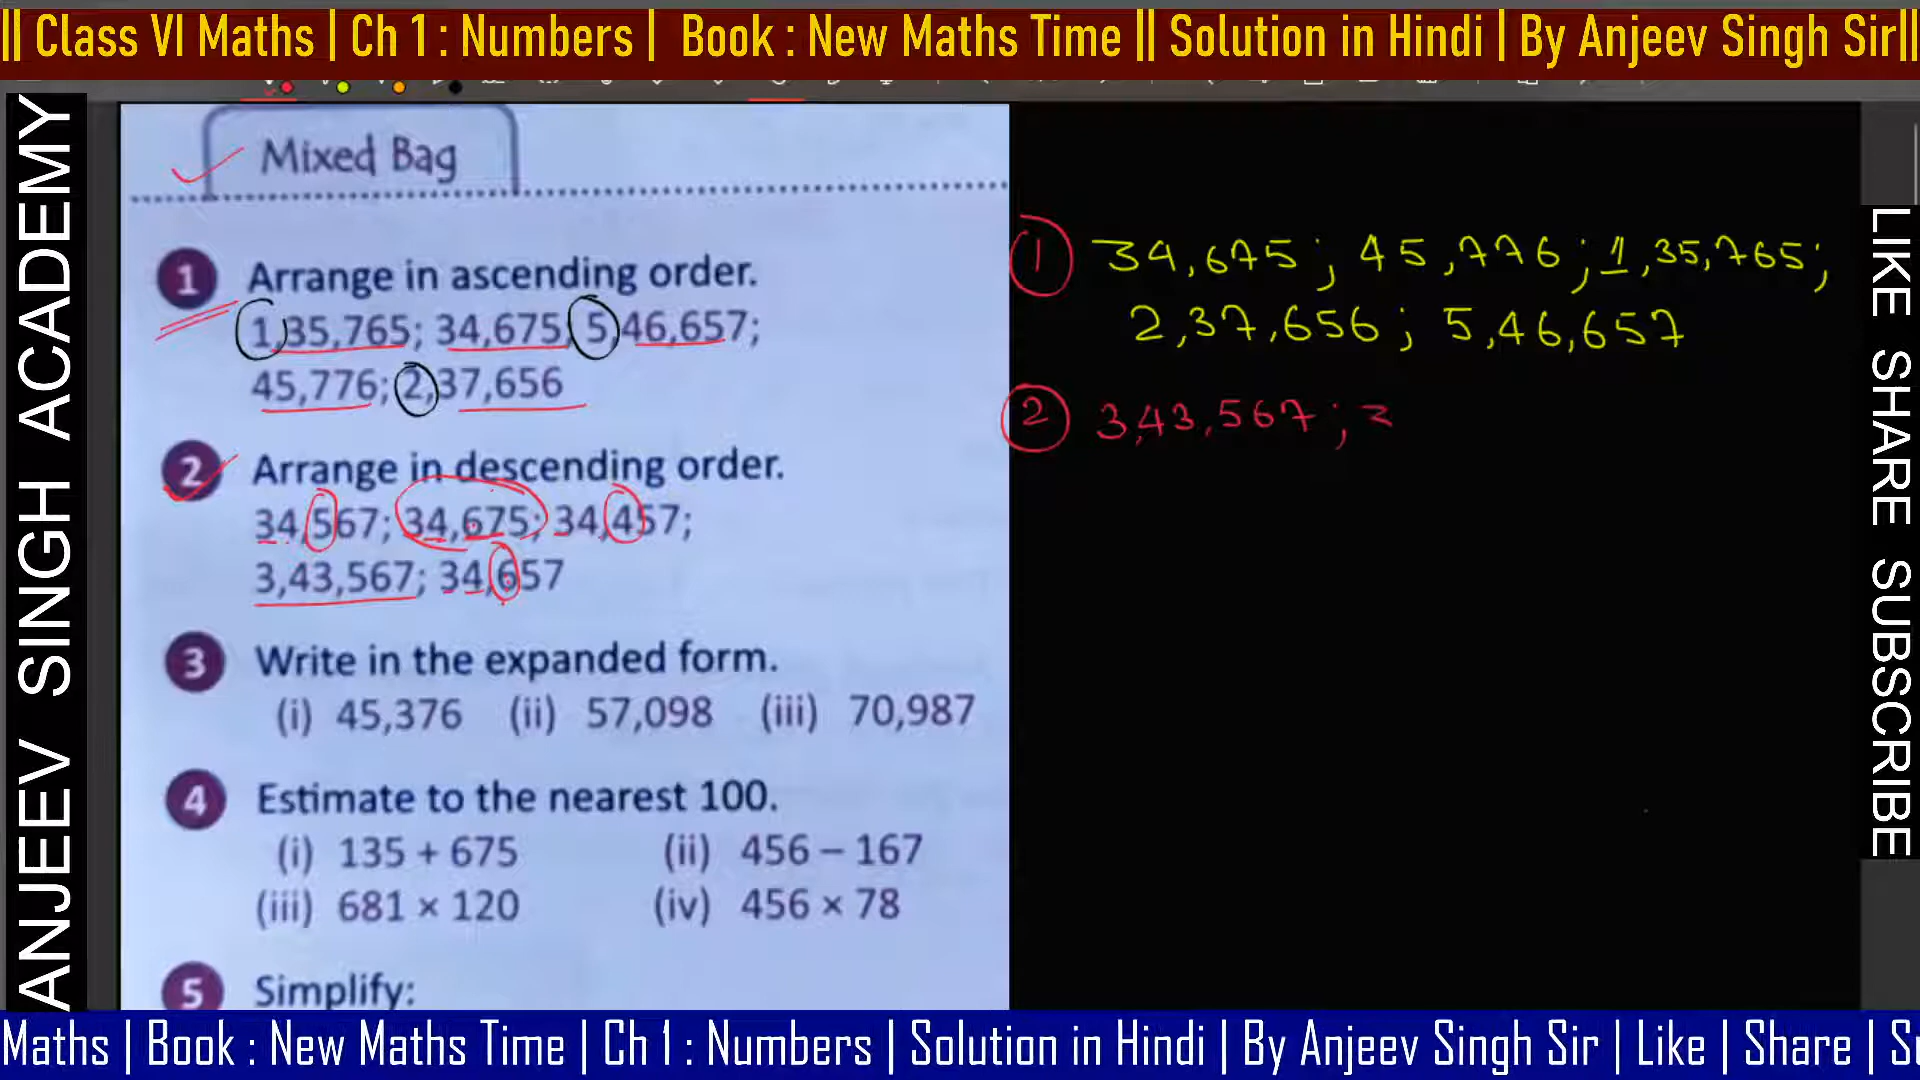 || Class VI Maths | Ch 1 : Numbers | Book : New Maths Time || Solution in Hindi | By Anjeev Singh Sir||
ANJEEV SINGH ACADEMY
Mixed Bag
1 Arrange in ascending order.
1,35,765; 34,675, 5,46,657;
45,776; 2,37,656
2 Arrange in descending order.
34,567; 34,675; 34,457;
3,43,567; 34,657
3 Write in the expanded form.
(i) 45,376 (ii) 57,098 (iii) 70,987
4 Estimate to the nearest 100.
(i) 135 + 675 (ii) 456 – 167
(iii) 681 × 120 (iv) 456 × 78
5 Simplify:
1 34,675; 45,776; 1,35,765;
2,37,656; 5,46,657
2 3,43,567;
LIKE SHARE SUBSCRIBE
Maths | Book : New Maths Time | Ch 1 : Numbers | Solution in Hindi | By Anjeev Singh Sir | Like | Share |